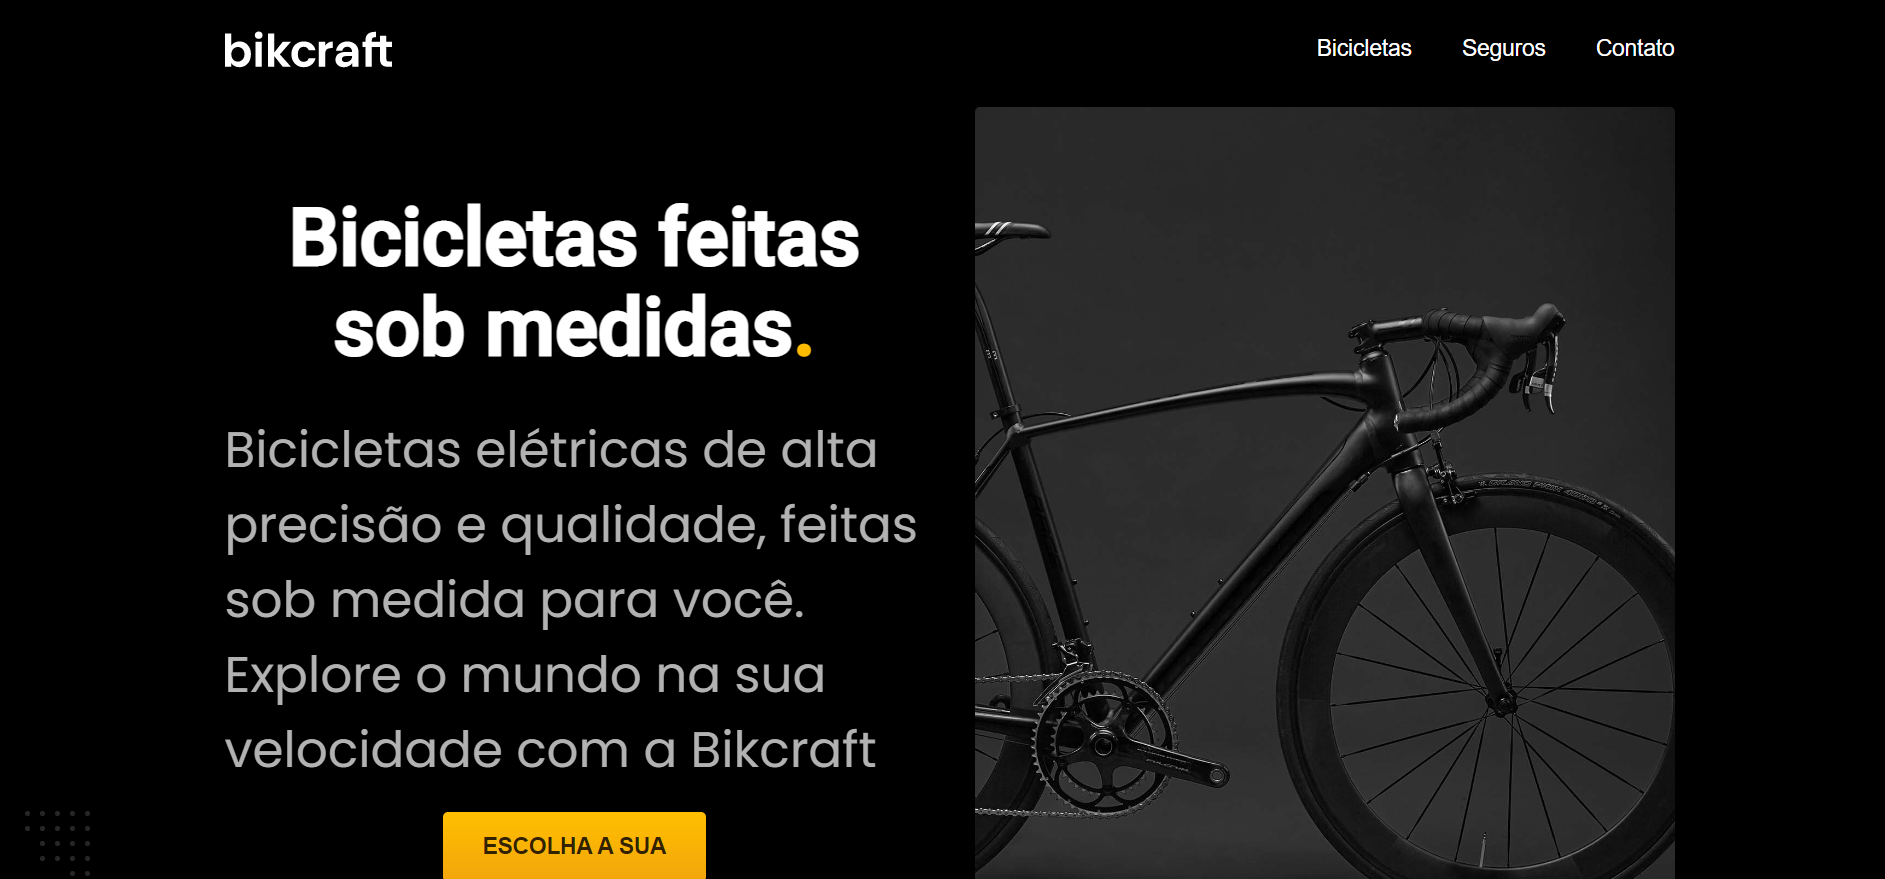 bikcraft
Bicicletas Seguros Contato
Bicicletas feitas
sob medidas.
Bicicletas elétricas de alta
precisão e qualidade, feitas
sob medida para você.
Explore o mundo na sua
velocidade com a Bikcraft
ESCOLHA A SUA